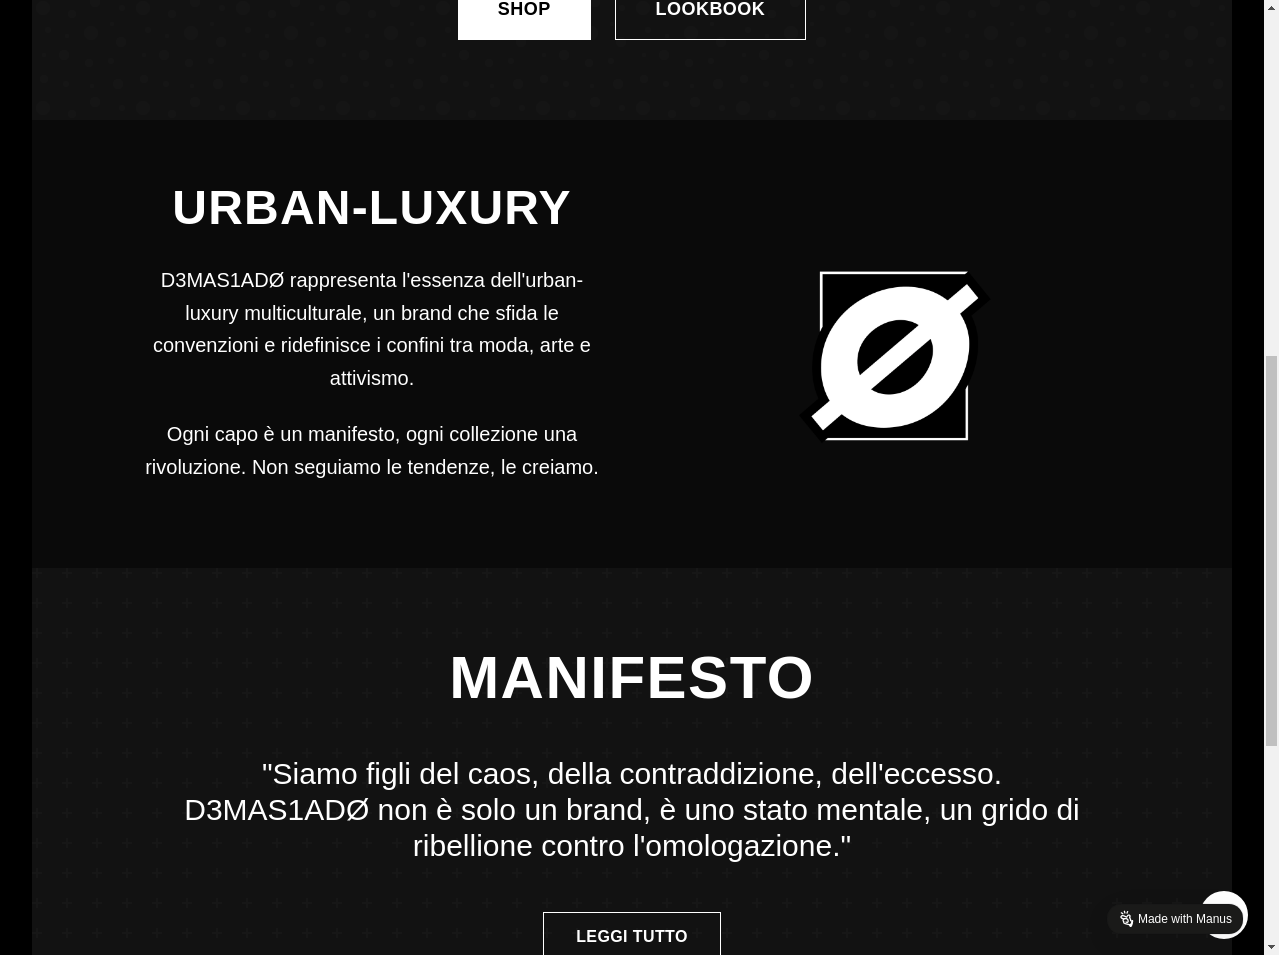 SHOP
LOOKBOOK
URBAN-LUXURY
D3MAS1ADØ rappresenta l'essenza dell'urban-
luxury multiculturale, un brand che sfida le
convenzioni e ridefinisce i confini tra moda, arte e
attivismo.
Ogni capo è un manifesto, ogni collezione una
rivoluzione. Non seguiamo le tendenze, le creiamo.
Ø
MANIFESTO
"Siamo figli del caos, della contraddizione, dell'eccesso.
D3MAS1ADØ non è solo un brand, è uno stato mentale, un grido di
ribellione contro l'omologazione."
LEGGI TUTTO
Made with Manus